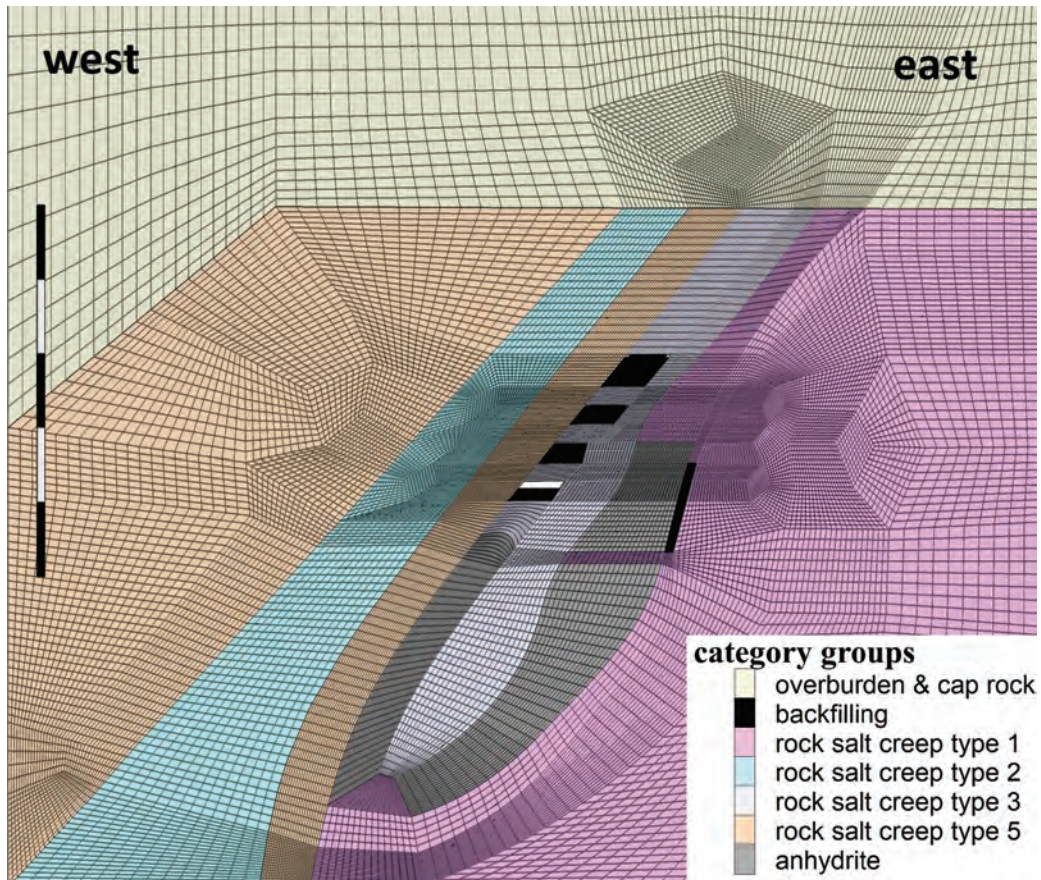 west
east
category groups
overburden & cap rock
backfilling
rock salt creep type 1
rock salt creep type 2
rock salt creep type 3
rock salt creep type 5
anhydrite